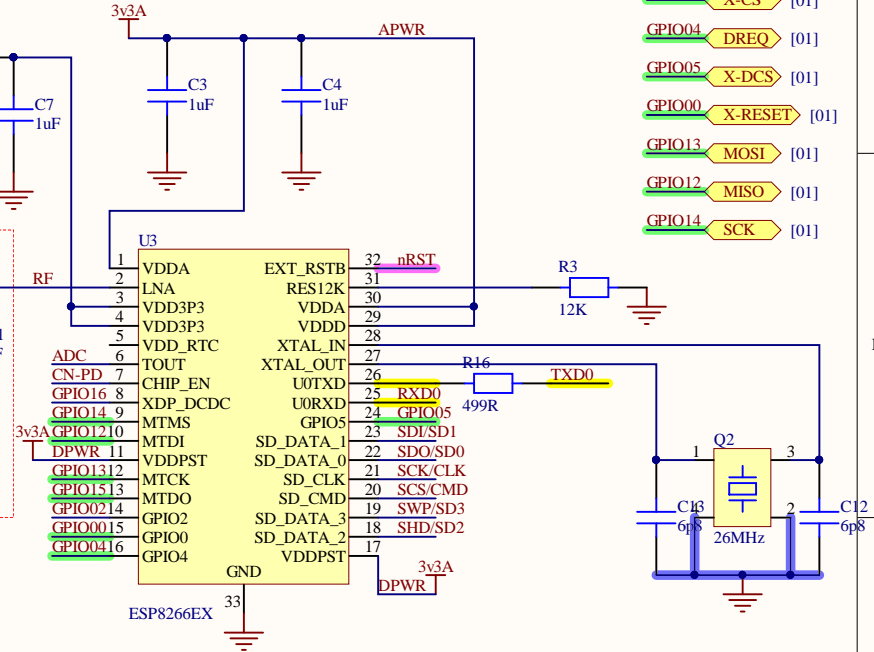 3v3A
APWR
C3
1uF
C4
1uF
C7
1uF
X-CS [01]
GPIO04 DREQ [01]
GPIO05 X-DCS [01]
GPIO00 X-RESET [01]
GPIO13 MOSI [01]
GPIO12 MISO [01]
GPIO14 SCK [01]
U3
1 VDDA
RF 2 LNA
3 VDD3P3
4 VDD3P3
5 VDD_RTC
ADC 6 TOUT
CN-PD 7 CHIP_EN
GPIO16 8 XDP_DCDC
GPIO14 9 MTMS
3v3A GPIO12 10 MTDI
DPWR 11 VDDPST
GPIO13 12 MTCK
GPIO15 13 MTDO
GPIO02 14 GPIO2
GPIO00 15 GPIO0
GPIO04 16 GPIO4
EXT_RSTB 32 nRST
RES12K 31
VDDA 30
VDDD 29
XTAL_IN 28
XTAL_OUT 27
U0TXD 26
U0RXD 25 RXD0
GPIO5 24 GPIO05
SD_DATA_1 23 SDI/SD1
SD_DATA_0 22 SDO/SD0
SD_CLK 21 SCK/CLK
SD_CMD 20 SCS/CMD
SD_DATA_3 19 SWP/SD3
SD_DATA_2 18 SHD/SD2
VDDPST 17
GND
33
ESP8266EX
3v3A
DPWR
R3
12K
R16
499R
TXD0
Q2
1
3
4
2
26MHz
C13
6p8
C12
6p8